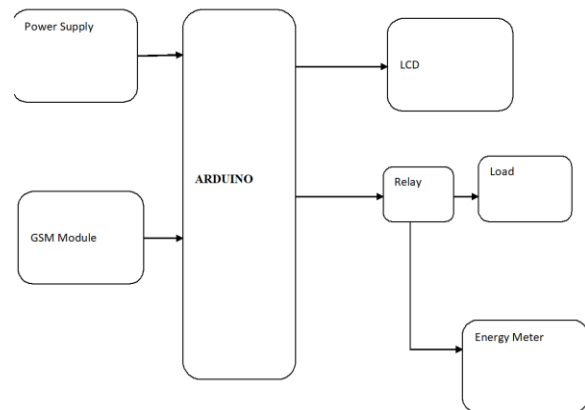 Power Supply
LCD
ARDUINO
Relay
Load
GSM Module
Energy Meter